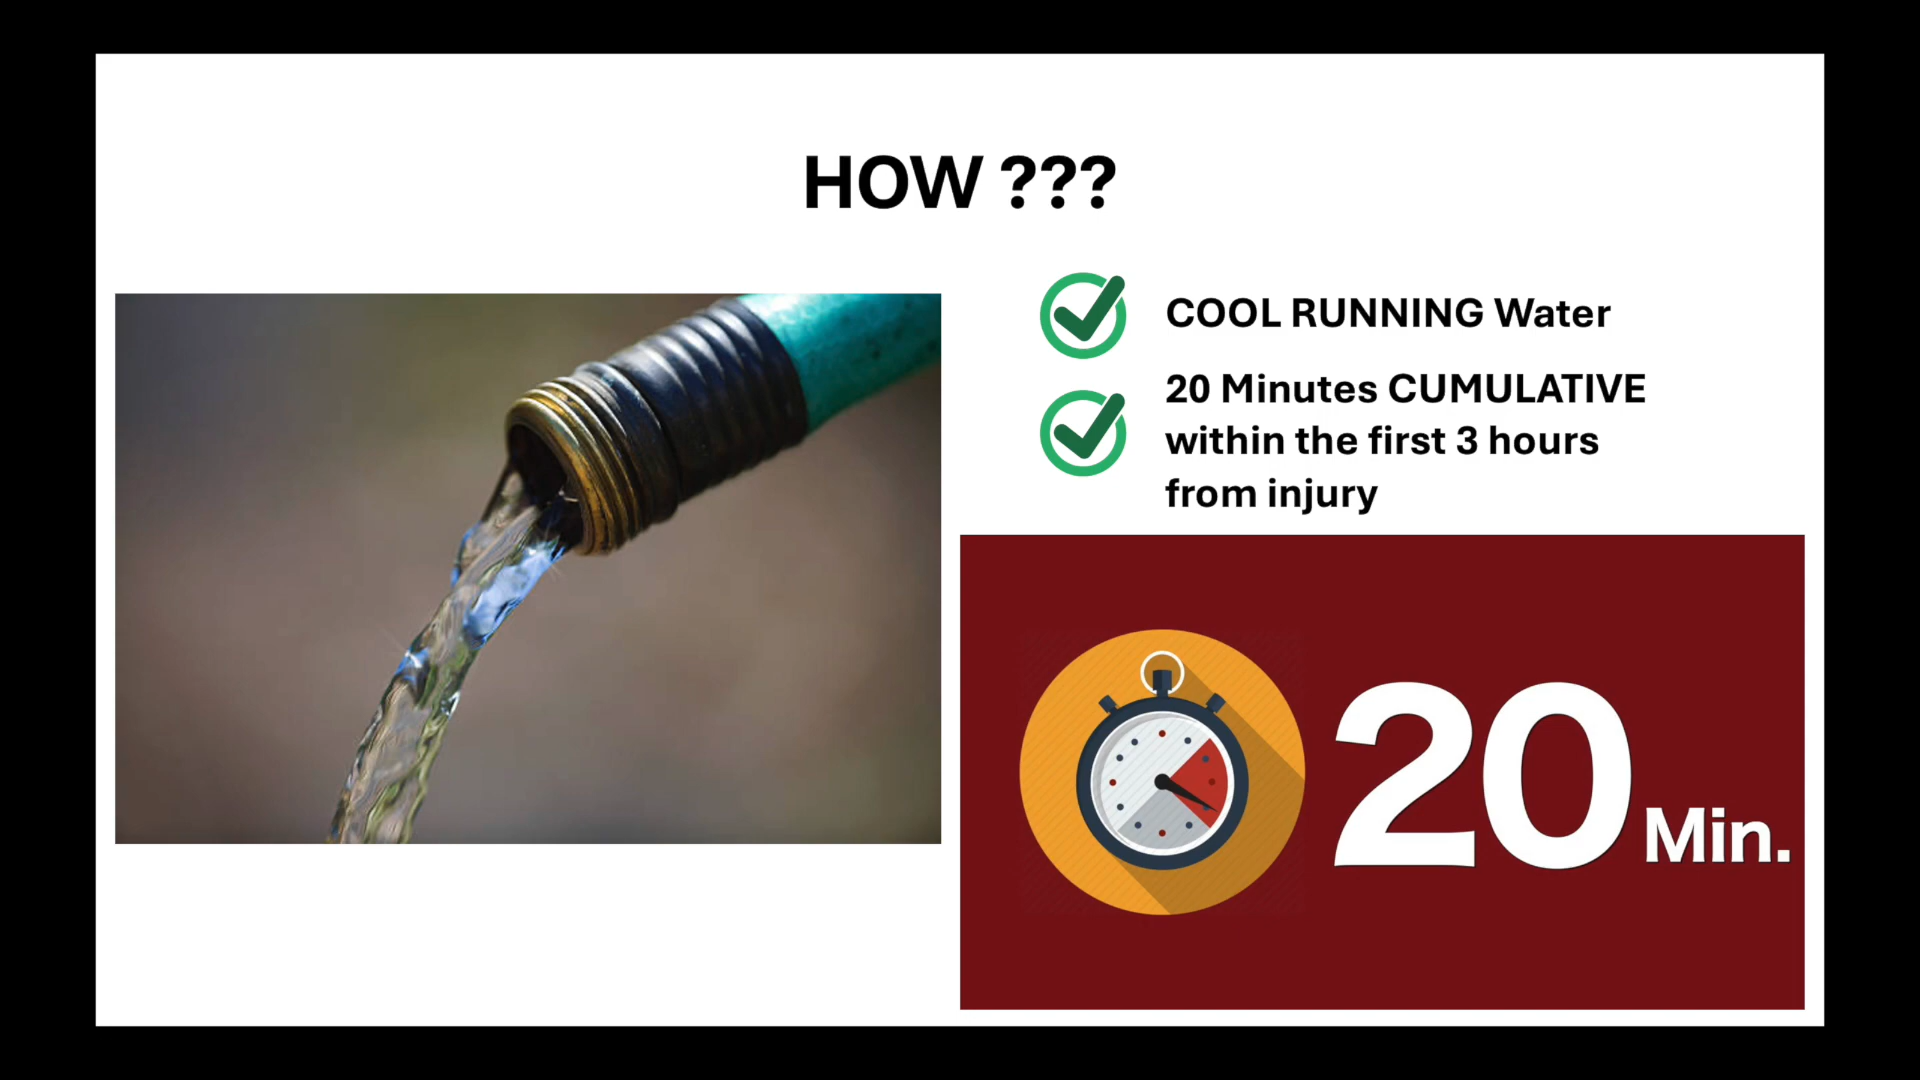 HOW ???
COOL RUNNING Water
20 Minutes CUMULATIVE
within the first 3 hours
from injury
20 Min.